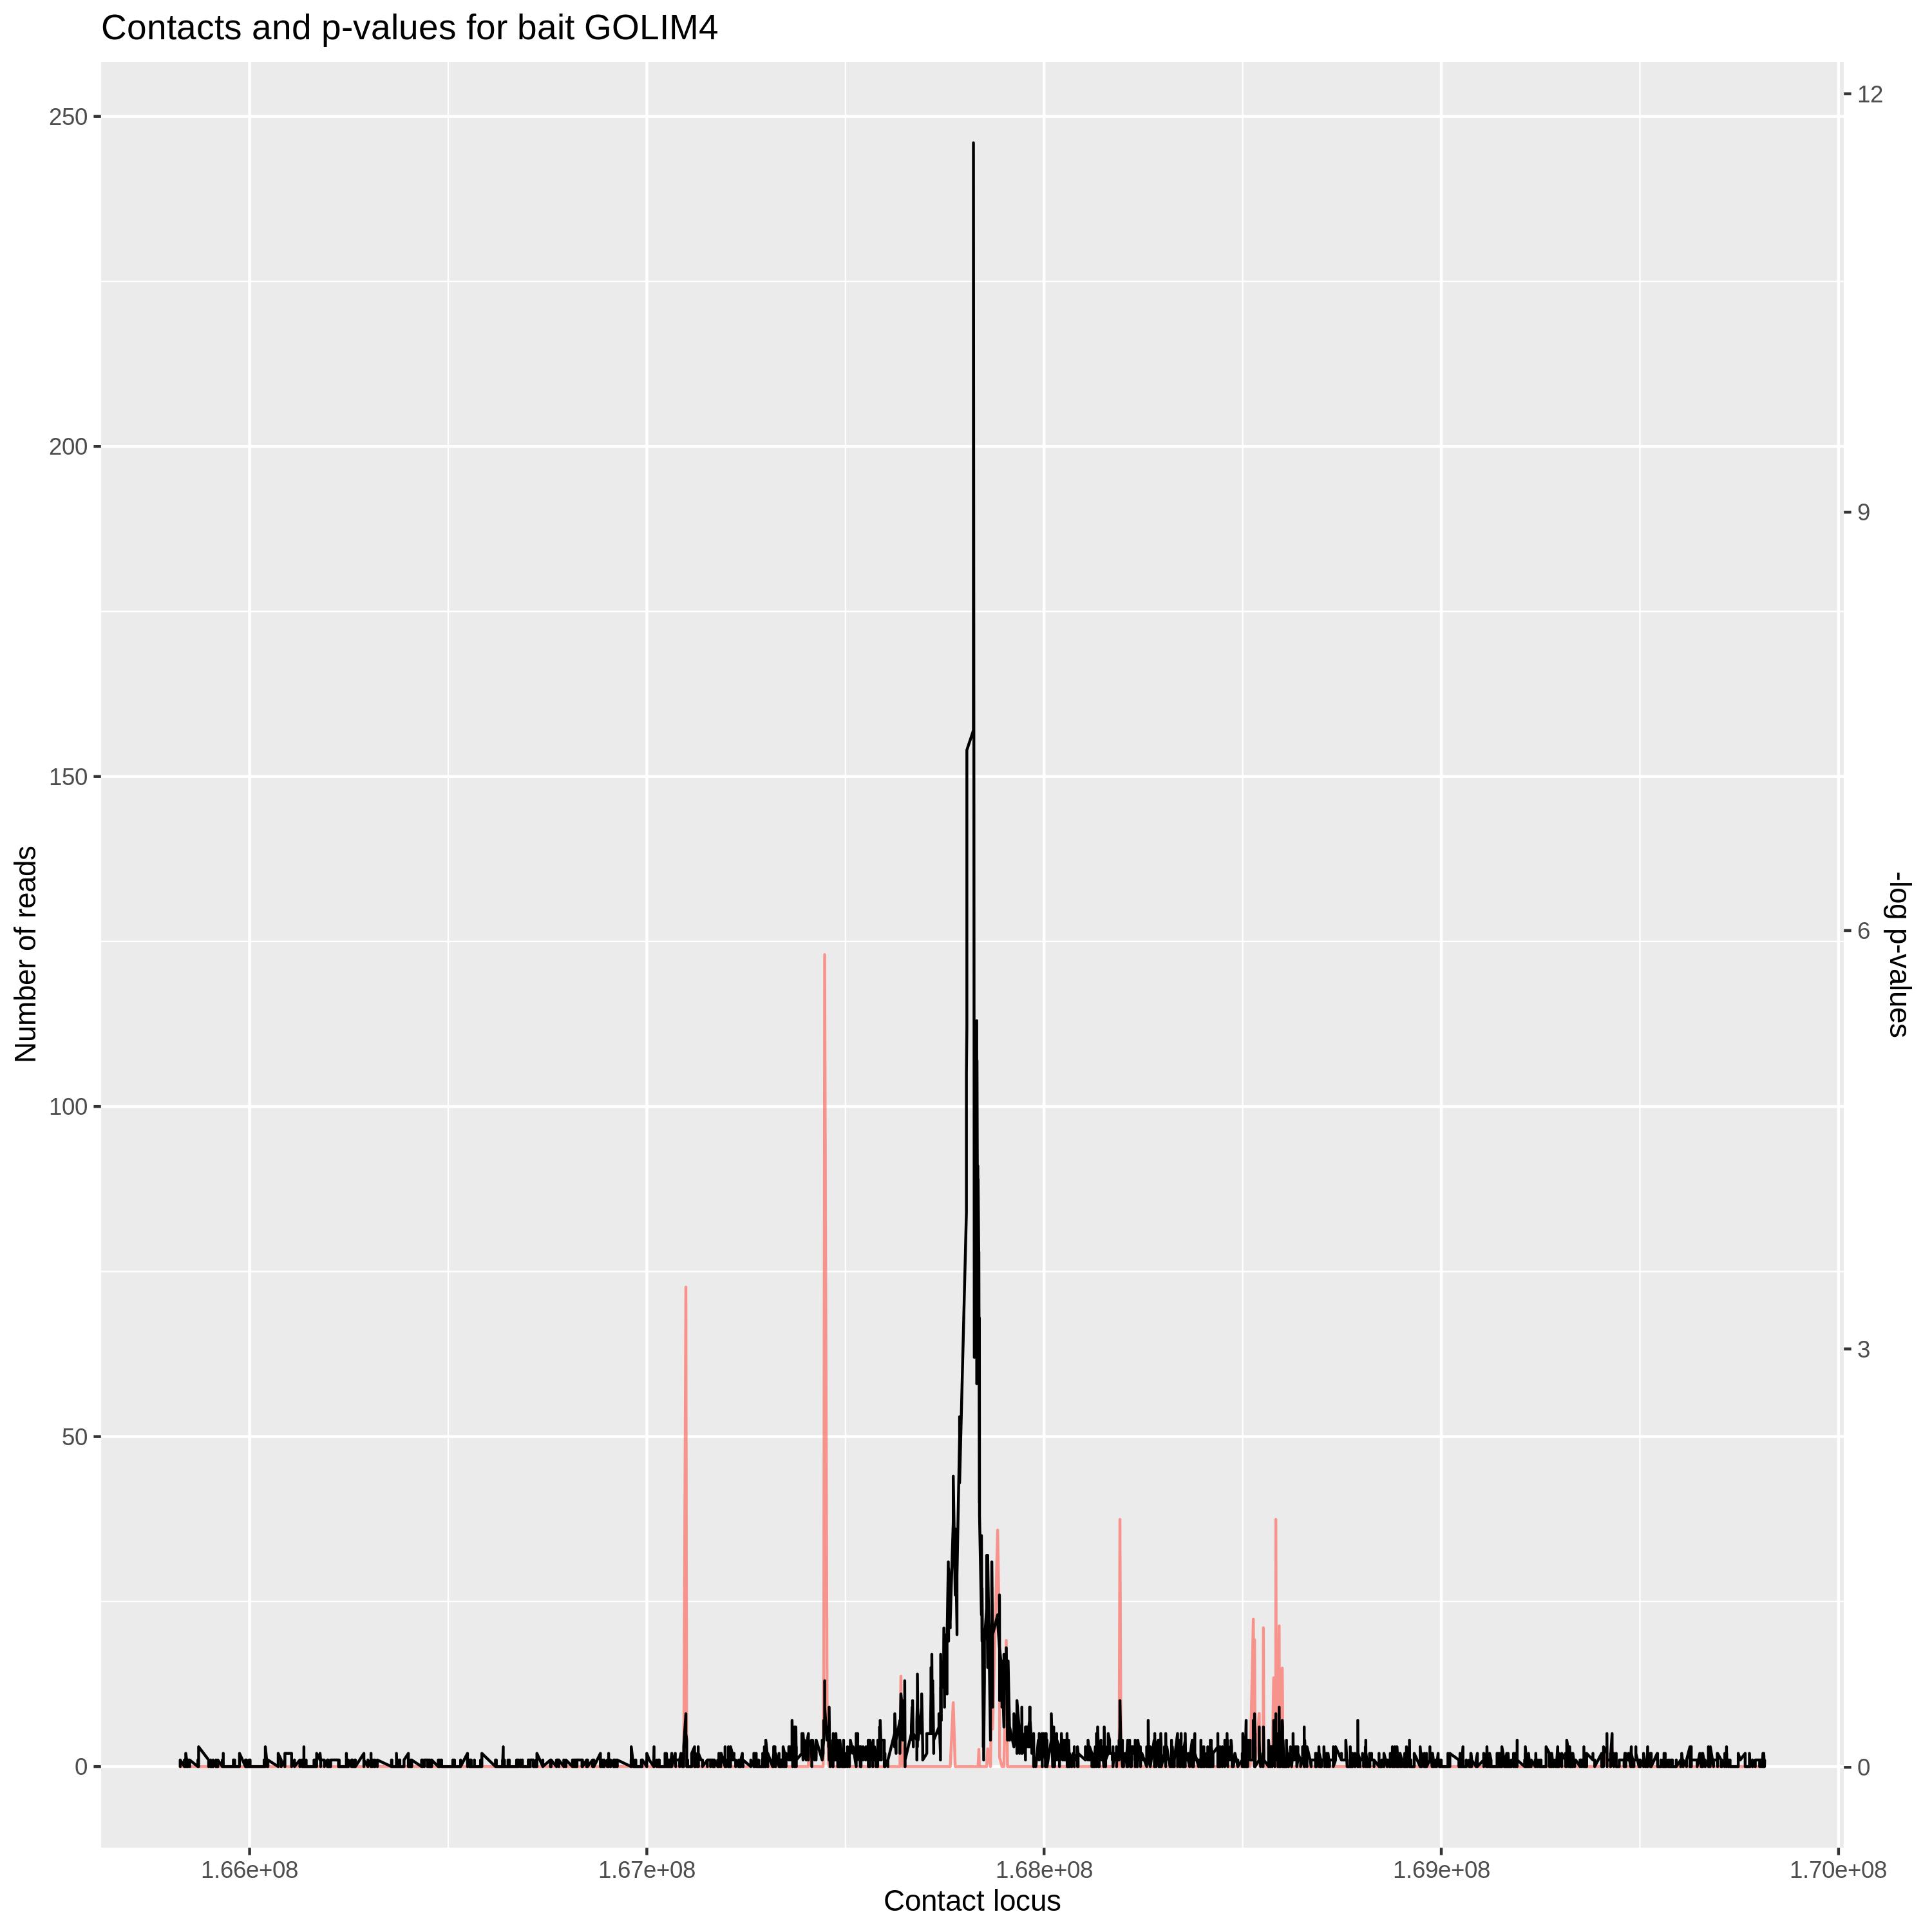 Contacts and p-values for bait GOLIM4
250
200
150
100
50
0
Number of reads
12
9
6
3
0
-log p-values
1.66e+08
1.67e+08
1.68e+08
1.69e+08
1.70e+08
Contact locus